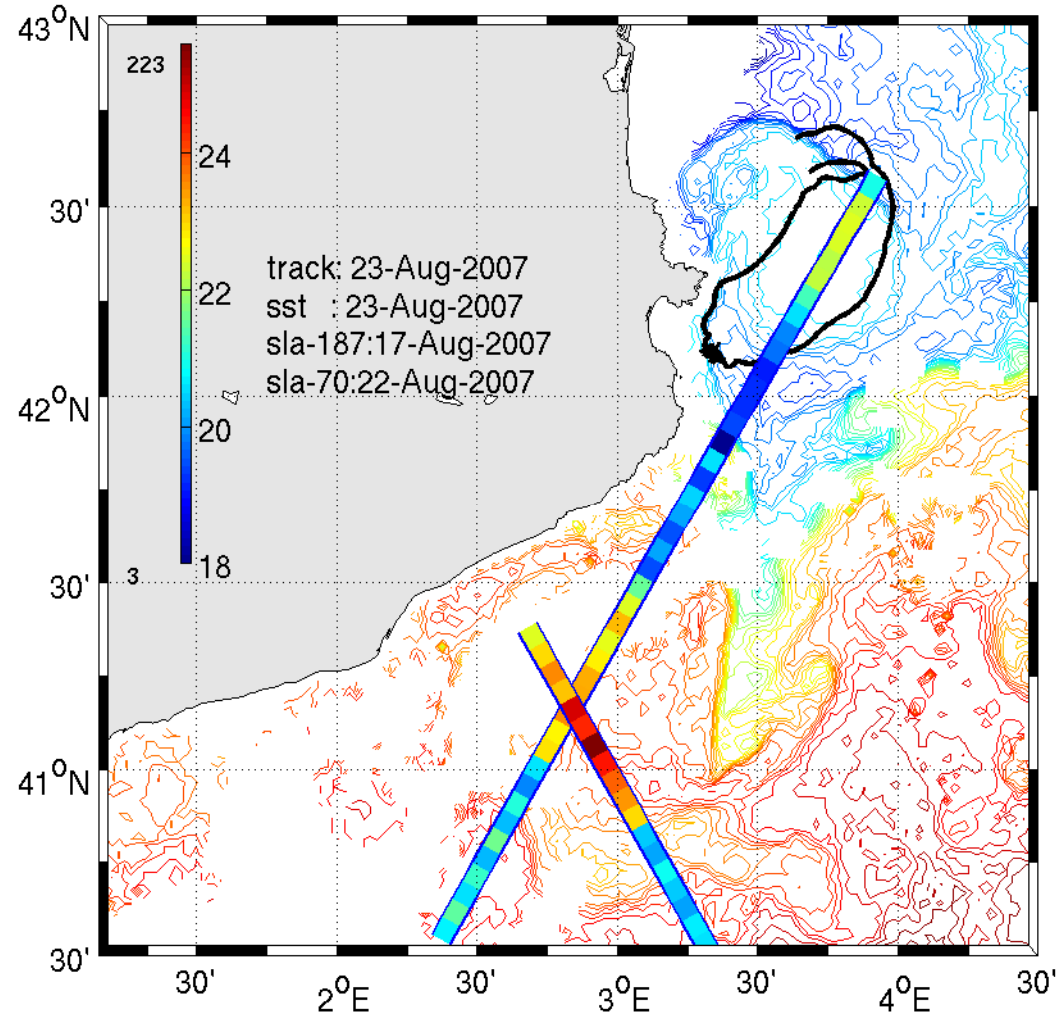 43°N
223
24
30'
track: 23-Aug-2007
sst : 23-Aug-2007
22
sla-187:17-Aug-2007
sla-70:22-Aug-2007
42°N
20
18
3
30'
41°N
30'
30'
2°E
30'
3°E
30'
4°E
30'